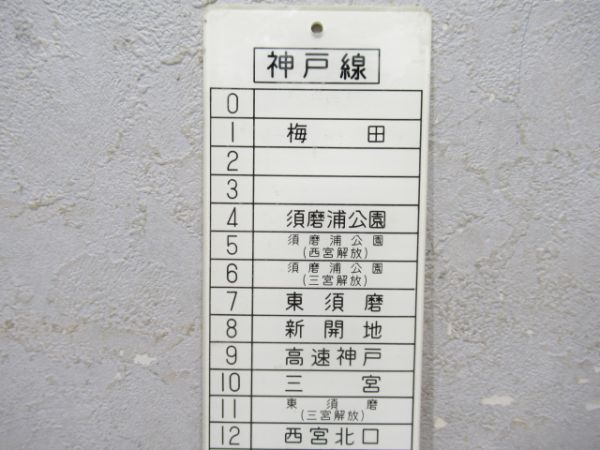 神戸線
0
1 梅田
2
3
4 須磨浦公園
5 須磨浦公園
(西宮解放)
6 須磨浦公園
(三宮解放)
7 東須磨
8 新開地
9 高速神戸
10 三宮
11 東須磨
(三宮解放)
12 西宮北口